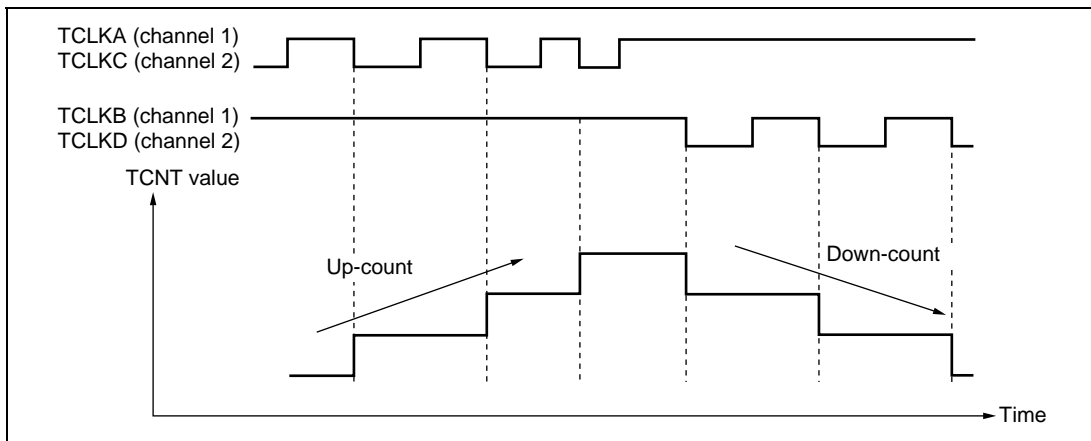 TCLKA (channel 1)
TCLKC (channel 2)
TCLKB (channel 1)
TCLKD (channel 2)
TCNT value
Up-count
Down-count
Time